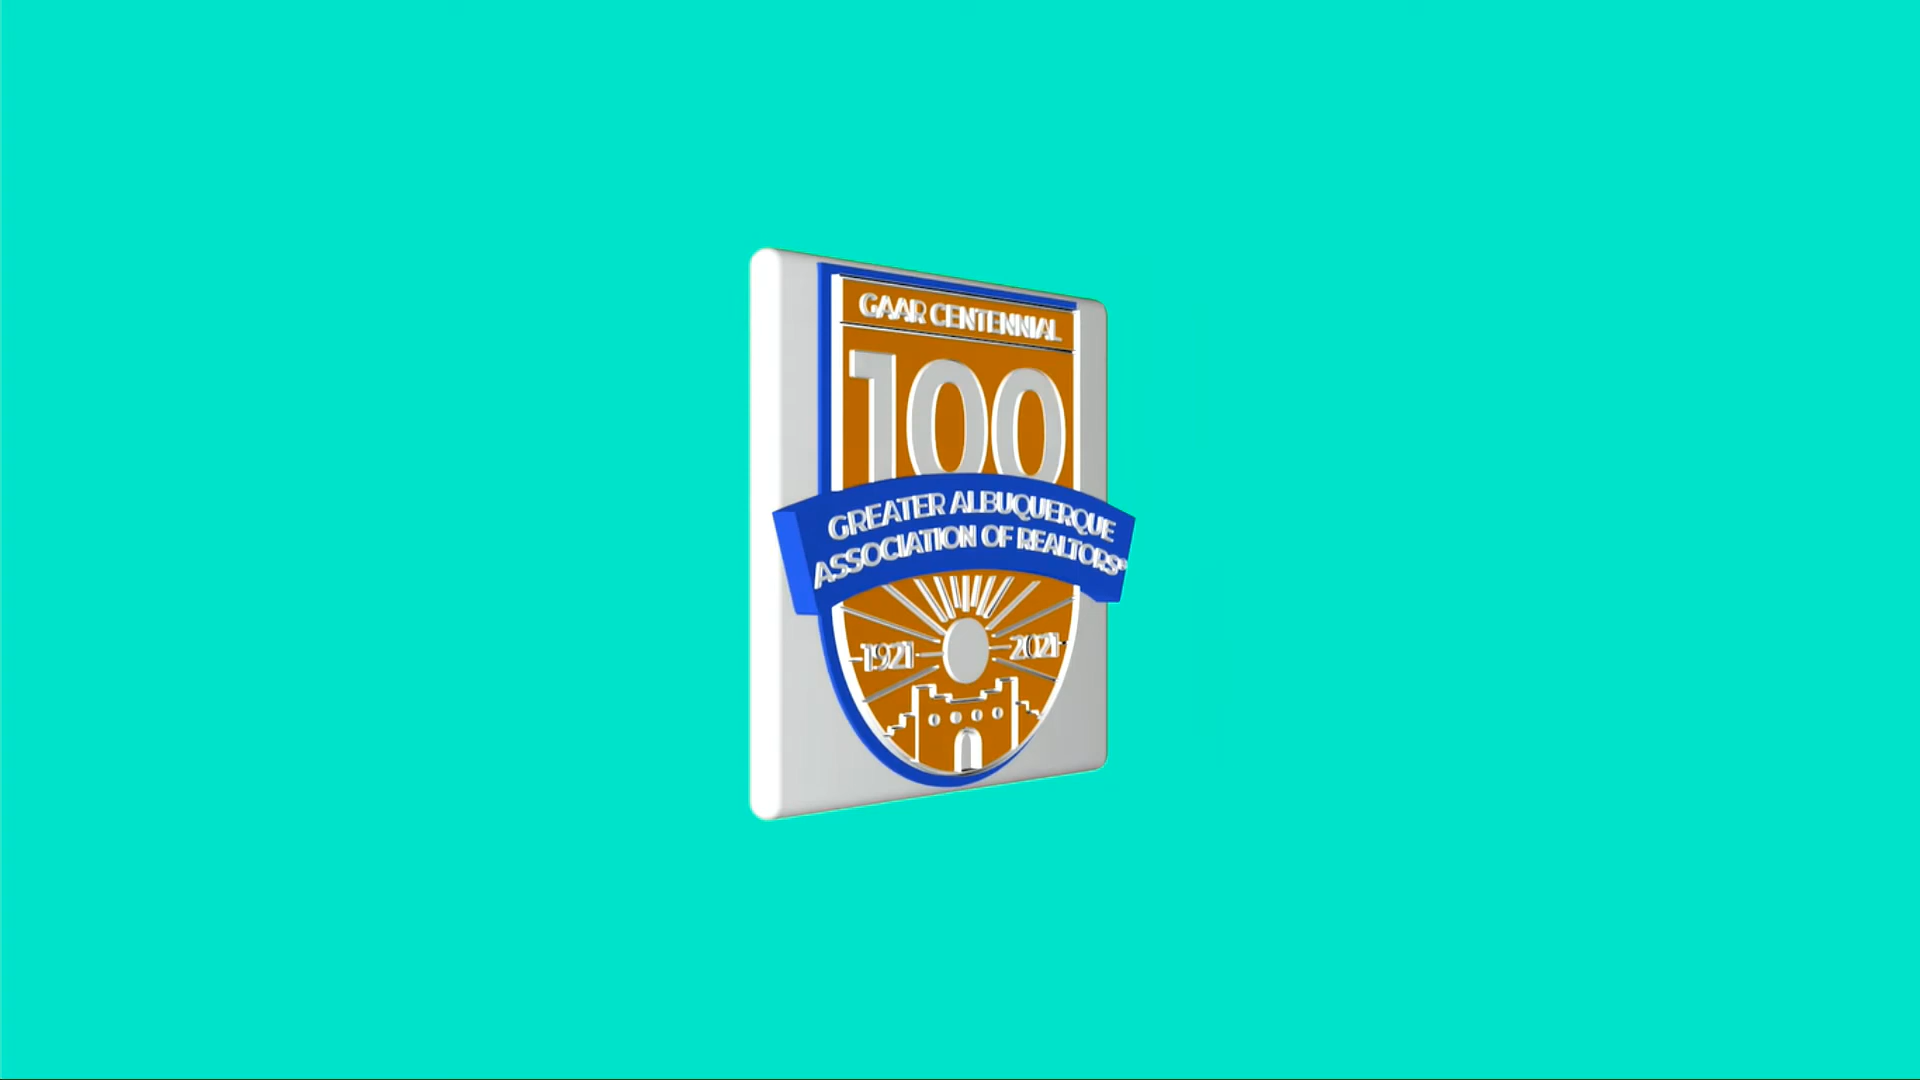 GAAR CENTENNIAL
100
GREATER ALBUQUERQUE
ASSOCIATION OF REALTORS®
1921 2021